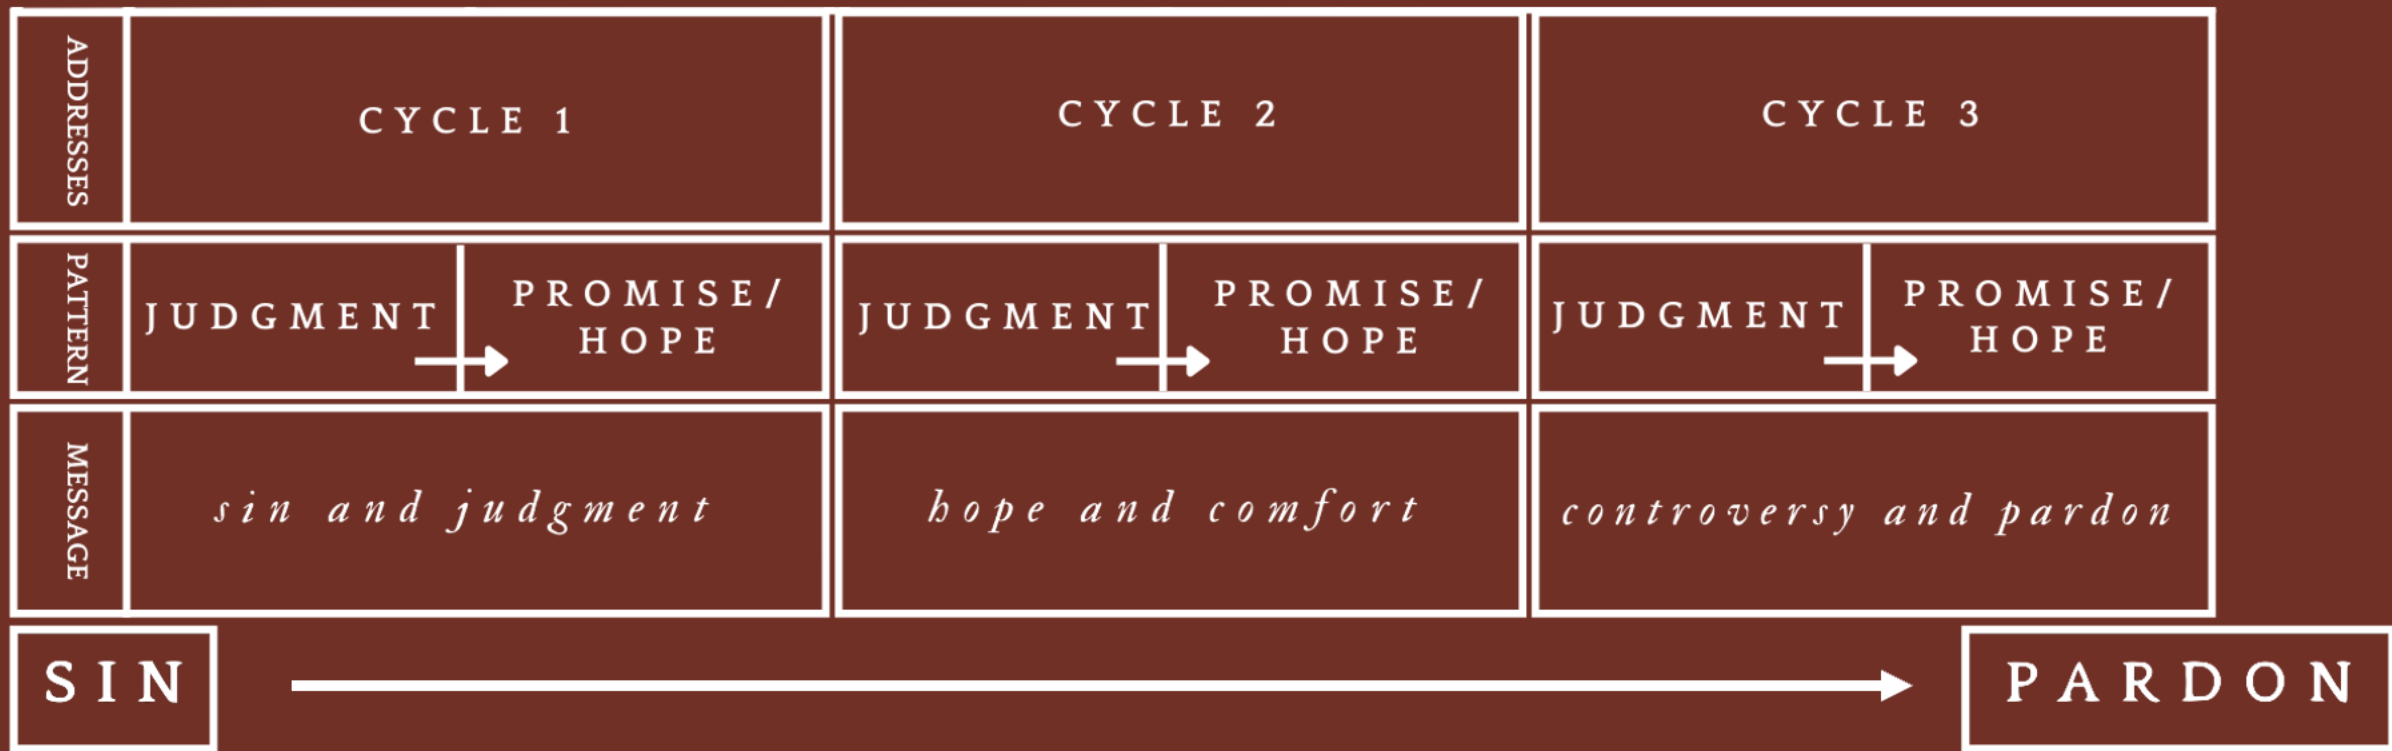 ADDRESSES
CYCLE 1
CYCLE 2
CYCLE 3
PATTERN
JUDGMENT
PROMISE/
HOPE
JUDGMENT
PROMISE/
HOPE
JUDGMENT
PROMISE/
HOPE
MESSAGE
sin and judgment
hope and comfort
controversy and pardon
SIN
PARDON